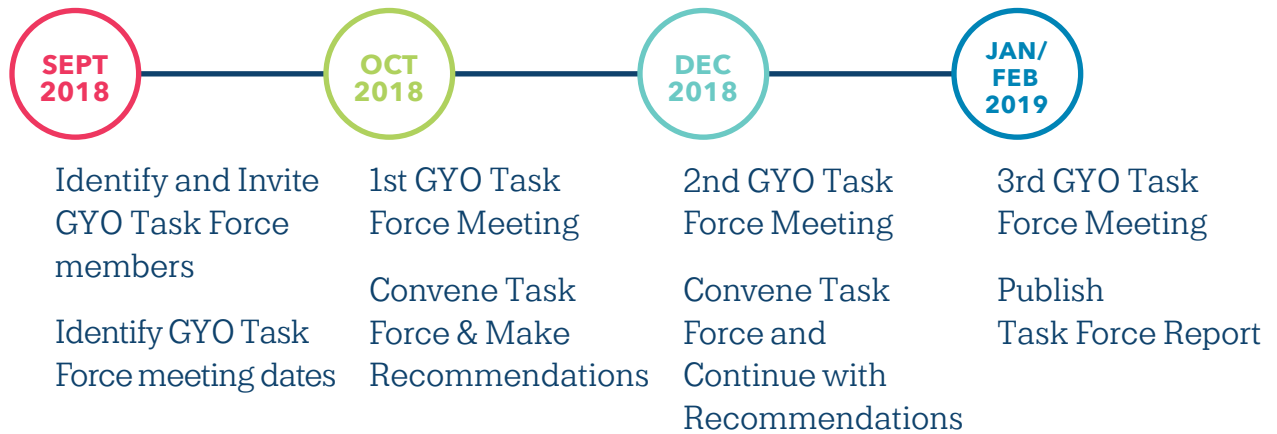 SEPT
2018
Identify and Invite
GYO Task Force
members
Identify GYO Task
Force meeting dates
OCT
2018
1st GYO Task
Force Meeting
Convene Task
Force & Make
Recommendations
DEC
2018
2nd GYO Task
Force Meeting
Convene Task
Force and
Continue with
Recommendations
JAN/
FEB
2019
3rd GYO Task
Force Meeting
Publish
Task Force Report